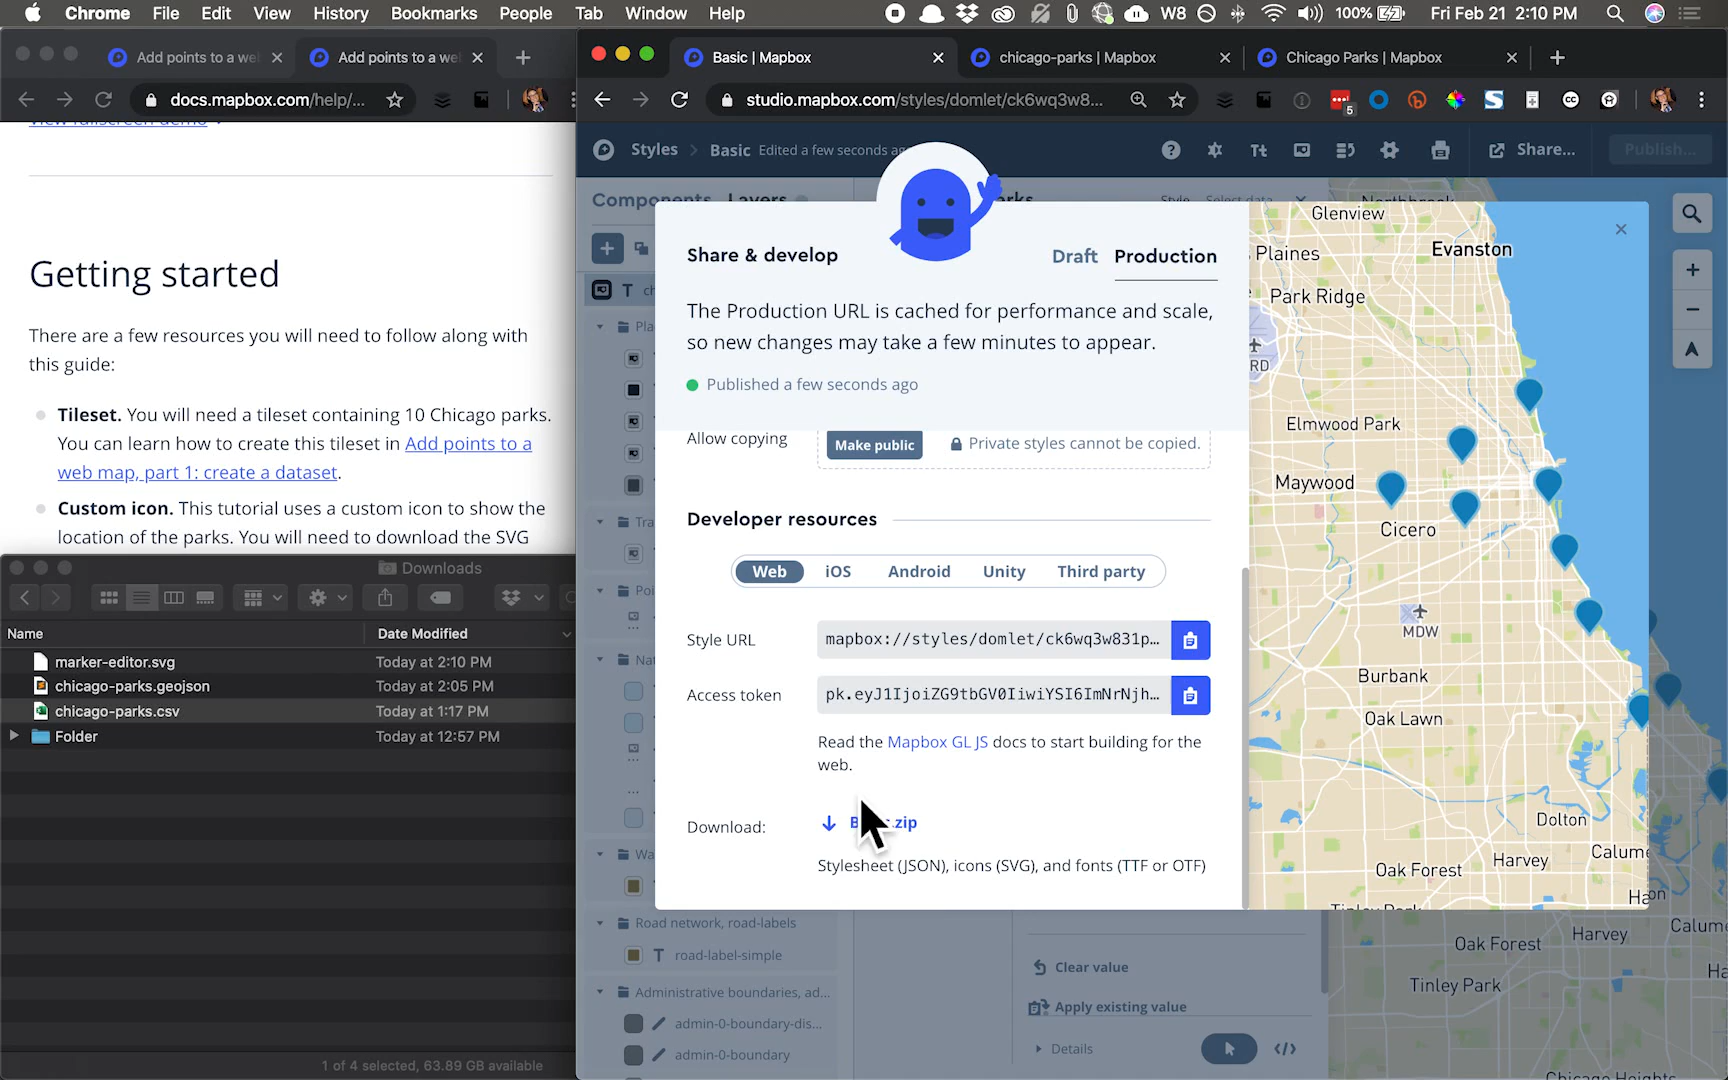 Chrome File Edit View History Bookmarks People Tab Window Help
W8 100% Fri Feb 21 2:10 PM
Add points to a we
Add points to a we
docs.mapbox.com/help/...
Getting started
There are a few resources you will need to follow along with
this guide:
Tileset. You will need a tileset containing 10 Chicago parks.
You can learn how to create this tileset in Add points to a
web map, part 1: create a dataset.
Custom icon. This tutorial uses a custom icon to show the
location of the parks. You will need to download the SVG
Downloads
Name Date Modified
marker-editor.svg Today at 2:10 PM
chicago-parks.geojson Today at 2:05 PM
chicago-parks.csv Today at 1:17 PM
Folder Today at 12:57 PM
1 of 4 selected, 63.89 GB available
Basic | Mapbox
chicago-parks | Mapbox
Chicago Parks | Mapbox
studio.mapbox.com/styles/domlet/ck6wq3w8...
5
Styles Basic Edited a few seconds
Tt
Share... Publish...
Components Layers
Style Select data
Share & develop
Draft Production
The Production URL is cached for performance and scale,
so new changes may take a few minutes to appear.
Published a few seconds ago
Allow copying Make public Private styles cannot be copied.
Developer resources
Web iOS Android Unity Third party
Style URL mapbox://styles/domlet/ck6wq3w831p...
Access token pk.eyJ1IjoiZG9tbGV0IiwiYSI6ImNrNjh...
Read the Mapbox GL JS docs to start building for the
web.
Download: .zip
Stylesheet (JSON), icons (SVG), and fonts (TTF or OTF)
Road network, road-labels
T road-label-simple
Administrative boundaries, ad...
admin-0-boundary-dis...
admin-0-boundary
Clear value
Apply existing value
Details
Glenview
Plaines
Evanston
Park Ridge
RD
Elmwood Park
Maywood
Cicero
MDW
Burbank
Oak Lawn
Dolton
Harvey
Oak Forest
Oak Forest
Harvey
Tinley Park